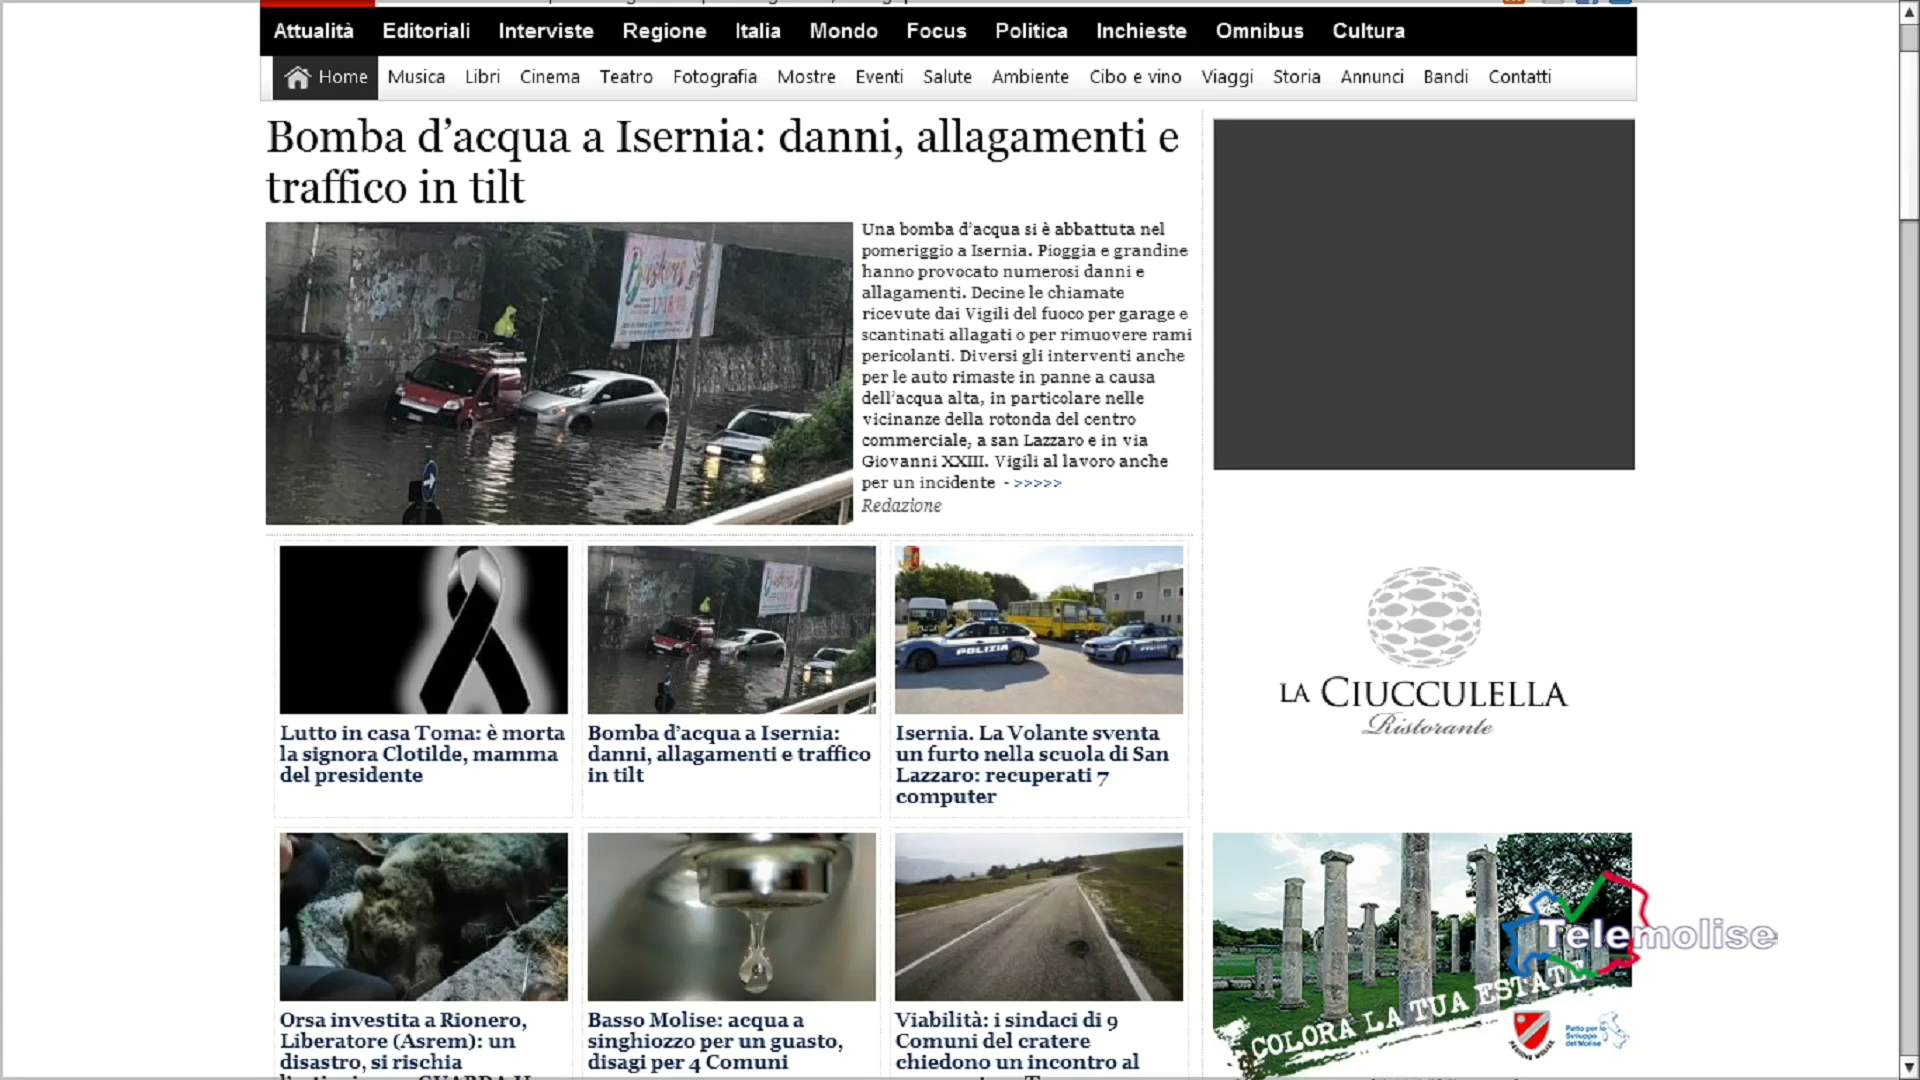 Attualità Editoriali Interviste Regione Italia Mondo Focus Politica Inchieste Omnibus Cultura
Home Musica Libri Cinema Teatro Fotografia Mostre Eventi Salute Ambiente Cibo e vino Viaggi Storia Annunci Bandi Contatti
Bomba d’acqua a Isernia: danni, allagamenti e
traffico in tilt
Buskers
Una bomba d’acqua si è abbattuta nel
pomeriggio a Isernia. Pioggia e grandine
hanno provocato numerosi danni e
allagamenti. Decine le chiamate
ricevute dai Vigili del fuoco per garage e
scantinati allagati o per rimuovere rami
pericolanti. Diversi gli interventi anche
per le auto rimaste in panne a causa
dell’acqua alta, in particolare nelle
vicinanze della rotonda del centro
commerciale, a san Lazzaro e in via
Giovanni XXIII. Vigili al lavoro anche
per un incidente - >>>>>
Redazione
POLIZIA
Lutto in casa Toma: è morta
la signora Clotilde, mamma
del presidente
Bomba d’acqua a Isernia:
danni, allagamenti e traffico
in tilt
Isernia. La Volante sventa
un furto nella scuola di San
Lazzaro: recuperati 7
computer
LA CIUCCULELLA
Ristorante
Orsa investita a Rionero,
Liberatore (Asrem): un
disastro, si rischia
Basso Molise: acqua a
singhiozzo per un guasto,
disagi per 4 Comuni
Viabilità: i sindaci di 9
Comuni del cratere
chiedono un incontro al
Telemolise
COLORA LA TUA ESTATE
REGIONE MOLISE
Patto per lo
Sviluppo
del Molise